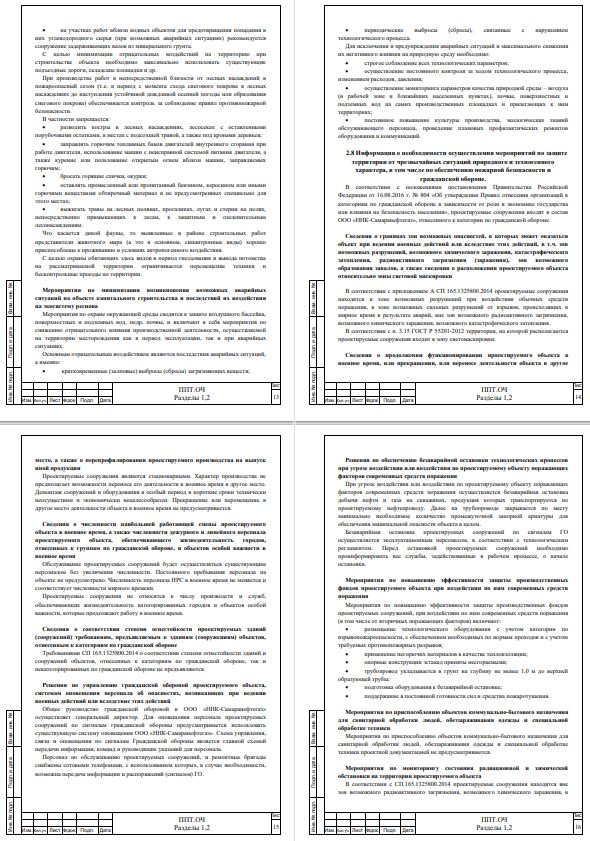 • на участках вблизи водных объектов для предотвращения попадания в
них углеводородного сырья (при возможных аварийных ситуациях) рекомендуется
сооружение задерживающих валов из минерального грунта.
С целью минимизации отрицательных воздействий на территорию при
строительстве объекта необходимо максимально использовать существующие
подъездные дороги, складские площадки и др.
При производстве работ в непосредственной близости от лесных насаждений в
пожароопасный сезон (т.е. в период с момента схода снегового покрова в лесных
насаждениях до наступления устойчивой дождливой осенней погоды или образования
снегового покрова) обеспечивается контроль за соблюдение правил противопожарной
безопасности.
В частности запрещается:
• разводить костры в лесных насаждениях, лесосеках с оставленными
порубочными остатками, в местах с подсохшей травой, а также под кронами деревьев;
• заправлять горючим топливных баков двигателей внутреннего сгорания при
работе двигателя, использование машин с неисправной системой питания двигателя, а
также курение или пользование открытым огнем вблизи машин, заправляемых
горючим;
• бросать горящие спички, окурки;
• оставлять промасленный или пропитанный бензином, керосином или иными
горючими веществами обтирочный материал в не предусмотренных специально для
этого местах;
• выжигать траву на лесных полянах, прогалинах, лугах и стерни на полях,
непосредственно примыкающих к лесам, к защитным и озеленительным
лесонасаждениям.
Что касается дикой фауны, то выявленные в районе строительных работ
представители животного мира (а это в основном, синантропные виды) хорошо
приспособлены к проживанию в условиях антропогенного воздействия.
С целью охраны обитающих здесь видов в период гнездования и вывода потомства
на рассматриваемой территории ограничивается перемещение техники и
бесконтрольные проезды по территории.
Мероприятия по минимизации возникновения возможных аварийных
ситуаций на объекте капитального строительства и последствий их воздействия
на экосистему региона
Мероприятия по охране окружающей среды сводятся к защите воздушного бассейна,
поверхностных и подземных вод, недр, почвы, и включают в себя мероприятия по
снижению отрицательного влияния производственной деятельности, осуществляемой
на территории месторождения как в период эксплуатации, так и при аварийных
ситуациях.
Основным отрицательным воздействием являются последствия аварийных ситуаций,
а именно:
• кратковременные (залповые) выбросы (сбросы) загрязняющих веществ;
Взам. инв. №
Подп. и дата
Инв. № подл.
Изм. Кол.уч. Лист №док Подп. Дата
ППТ.ОЧ
Разделы 1,2
Лис
13
• периодические выбросы (сбросы), связанные с нарушением
технологического процесса.
Для исключения и предупреждения аварийных ситуации и максимального снижения
их негативного влияния на природную среду необходимо:
• строгое соблюдение всех технологических параметров;
• осуществление постоянного контроля за ходом технологического процесса,
изменением расходов, давления;
• осуществление мониторинга параметров качества природной среды - воздуха
(в рабочей зоне и ближайших населенных пунктах), почвы, поверхностных и
подземных вод на самих производственных площадках и прилегающих к ним
территориях;
• постоянное повышение культуры производства, экологических знаний
обслуживающего персонала, проведение плановых профилактических ремонтов
оборудования и коммуникаций.
2.8 Информация о необходимости осуществления мероприятий по защите
территории от чрезвычайных ситуаций природного и техногенного
характера, в том числе по обеспечению пожарной безопасности и
гражданской обороне.
В соответствии с положениями постановления Правительства Российской
Федерации от 16.08.2016 г. № 804 «Об утверждении Правил отнесения организаций к
категориям по гражданской обороне в зависимости от роли в экономике государства
или влияния на безопасность населения», проектируемые сооружения входят в состав
ООО «ННК-Самаранефтегаз», отнесенного к категории по гражданской обороне.
Сведения о границах зон возможных опасностей, в которых может оказаться
объект при ведении военных действий или вследствие этих действий, в т.ч. зон
возможных разрушений, возможного химического заражения, катастрофического
затопления, радиоактивного загрязнения (заражения), зон возможного
образования завалов, а также сведения о расположении проектируемого объекта
относительно зоны световой маскировки
В соответствии с приложением А СП 165.1325800.2014 проектируемые сооружения
находятся в зоне возможных разрушений при воздействии обычных средств
поражения, в зоне возможных сильных разрушений от взрывов, происходящих в
мирное время в результате аварий, вне зон возможного радиоактивного загрязнения,
возможного химического заражения, возможного катастрофического затопления.
В соответствии с п. 3.15 ГОСТ Р 55201-2012 территория, на которой располагаются
проектируемые сооружения входит в зону светомаскировки.
Сведения о продолжении функционировании проектируемого объекта в
военное время, или прекращении, или переносе деятельности объекта в другое
Взам. инв. №
Подп. и дата
Инв. № подл.
Изм. Кол.уч. Лист №док Подп. Дата
ППТ.ОЧ
Разделы 1,2
Лис
14
место, а также о перепрофилировании проектируемого производства на выпуск
иной продукции
Проектируемые сооружения являются стационарными. Характер производства не
предполагает возможности переноса его деятельности в военное время в другое место.
Демонтаж сооружений и оборудования в особый период в короткие сроки технически
неосуществим и экономически нецелесообразен. Прекращение или перемещение в
другое место деятельности объекта в военное время не предусматривается.
Сведения о численности наибольшей работающей смены проектируемого
объекта в военное время, а также численности дежурного и линейного персонала
проектируемого объекта, обеспечивающего жизнедеятельность городов,
отнесенных к группам по гражданской обороне, и объектов особой важности в
военное время
Обслуживание проектируемых сооружений будет осуществляться существующим
персоналом без увеличения численности. Постоянного пребывания персонала на
объекте не предусмотрено. Численность персонала НРС в военное время не меняется и
соответствует численности мирного времени.
Проектируемые сооружения не относятся к числу производств и служб,
обеспечивающих жизнедеятельность категорированных городов и объектов особой
важности, которые продолжают работу в военное время.
Сведения о соответствии степени огнестойкости проектируемых зданий
(сооружений) требованиям, предъявляемым к зданиям (сооружениям) объектов,
отнесенным к категориям по гражданской обороне
Требованиями СП 165.1325800.2014 о соответствии степени огнестойкости зданий и
сооружений объектов, отнесенных к категориям по гражданской обороне, так и
некатегорированных по гражданской обороне не предъявляются.
Решения по управлению гражданской обороной проектируемого объекта,
системам оповещения персонала об опасностях, возникающих при ведении
военных действий или вследствие этих действий
Общее руководство гражданской обороной в ООО «ННК-Самаранефтегаз»
осуществляет генеральный директор. Для оповещения персонала проектируемых
сооружений по сигналам гражданской обороны предусматривается использовать
существующую систему оповещения ООО «ННК-Самаранефтегаз». Схема управления,
связи и оповещения по сигналам Гражданской обороны является главной схемой
передачи информации, команд и руководящих указаний для персонала.
Персонал по обслуживанию проектируемых сооружений, и ремонтные бригады
снабжены сотовыми телефонами, с использованием которых, в случае необходимости,
возможна передача информации и распоряжений (сигналов) ГО.
Взам. инв. №
Подп. и дата
Инв. № подл.
Изм. Кол.уч. Лист №док Подп. Дата
ППТ.ОЧ
Разделы 1,2
Лис
15
Решения по обеспечению безаварийной остановки технологических процессов
при угрозе воздействия или воздействии по проектируемому объекту поражающих
факторов современных средств поражения
При угрозе воздействия или воздействии по проектируемому объекту поражающих
факторов современных средств поражения осуществляется безаварийная остановка
добычи нефти и газа на скважинах, продукция которых транспортируется по
проектируемому нефтепроводу. Далее на трубопроводе закрывается по месту
минимально необходимое количество промежуточной запорной арматуры для
обеспечения минимальной опасности объекта в целом.
Безаварийная остановка проектируемых сооружения по сигналам ГО
осуществляется эксплуатационным персоналом, в соответствии с технологическим
регламентом. Перед остановкой проектируемых сооружений необходимо
проинформировать все службы, задействованные в рабочем процессе, о начале
остановки.
Мероприятия по повышению эффективности защиты производственных
фондов проектируемого объекта при воздействии по ним современных средств
поражения
Мероприятия по повышению эффективности защиты производственных фондов
проектируемых сооружений, при воздействии по ним современных средств поражения
(в том числе от вторичных поражающих факторов) включают:
• размещение технологического оборудования с учетом категории по
взрывопожароопасности, с обеспечением необходимых по нормам проходов и с учетом
требуемых противопожарных разрывов;
• применение негорючих материалов в качестве теплоизоляции;
• опорные конструкции эстакад приняты несгораемыми;
• трубопровод укладывается в грунт на глубину не менее 1,0 м до верхней
образующей трубы;
• подготовка оборудования к безаварийной остановке;
• поддержание в постоянной готовности сил и средства пожаротушения.
Мероприятия по приспособлению объектов коммунально-бытового назначения
для санитарной обработки людей, обеззараживания одежды и специальной
обработке техники
Мероприятия по приспособлению объектов коммунально-бытового назначения для
санитарной обработки людей, обеззараживания одежды и специальной обработке
техники проектной документацией не предусматриваются.
Мероприятия по мониторингу состояния радиационной и химической
обстановки на территории проектируемого объекта
В соответствии с СП 165.1325800.2014 проектируемые сооружения находятся вне
зон возможного радиоактивного загрязнения, возможного химического заражения, в
Взам. инв. №
Подп. и дата
Инв. № подл.
Изм. Кол.уч. Лист №док Подп. Дата
ППТ.ОЧ
Разделы 1,2
Лис
16